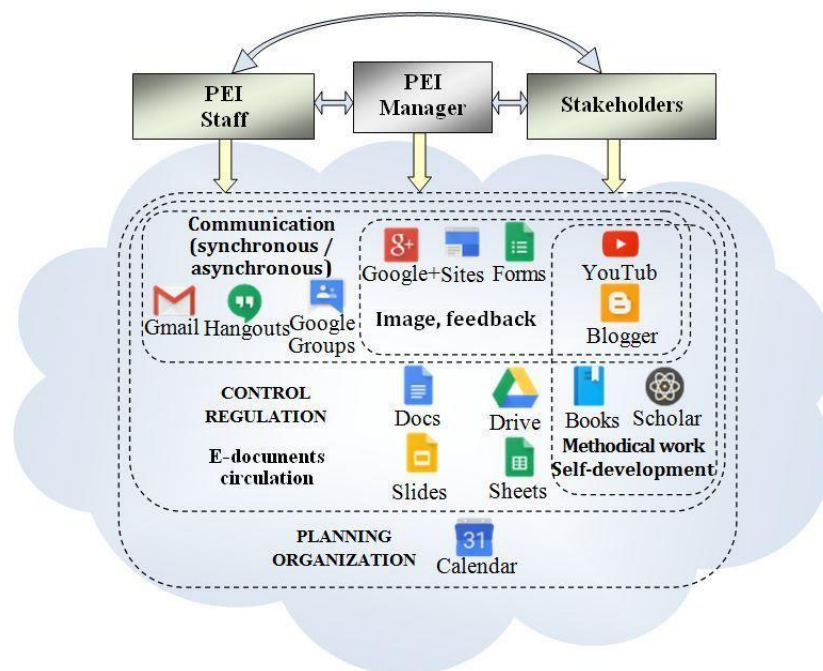 PEI
Staff
PEI
Manager
Stakeholders
Communication
(synchronous /
asynchronous)
g+
Google+
Sites
Forms
YouTub
Gmail
Hangouts
Google
Groups
Image, feedback
Blogger
CONTROL
REGULATION
Docs
Drive
Books
Scholar
E-documents
circulation
Slides
Sheets
Methodical work
Self-development
PLANNING
ORGANIZATION
31
Calendar